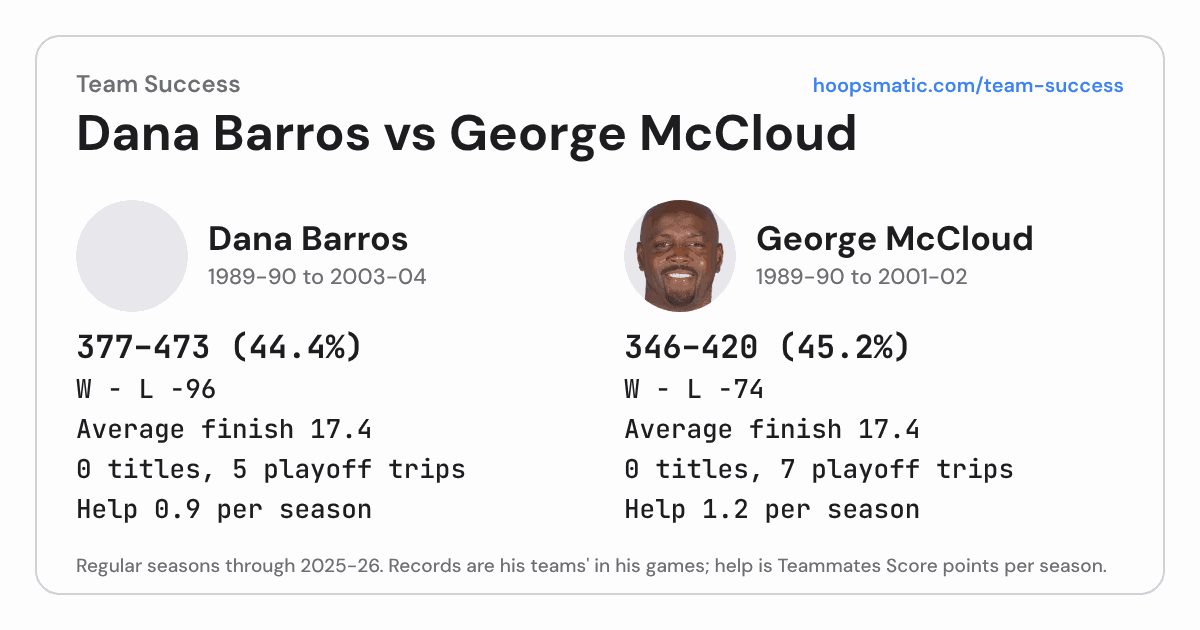 Team Success
hoopsmatic.com/team-success
Dana Barros vs George McCloud
Dana Barros
1989-90 to 2003-04
George McCloud
1989-90 to 2001-02
377-473 (44.4%)
W - L -96
Average finish 17.4
0 titles, 5 playoff trips
Help 0.9 per season
346-420 (45.2%)
W - L -74
Average finish 17.4
0 titles, 7 playoff trips
Help 1.2 per season
Regular seasons through 2025-26. Records are his teams' in his games; help is Teammates Score points per season.